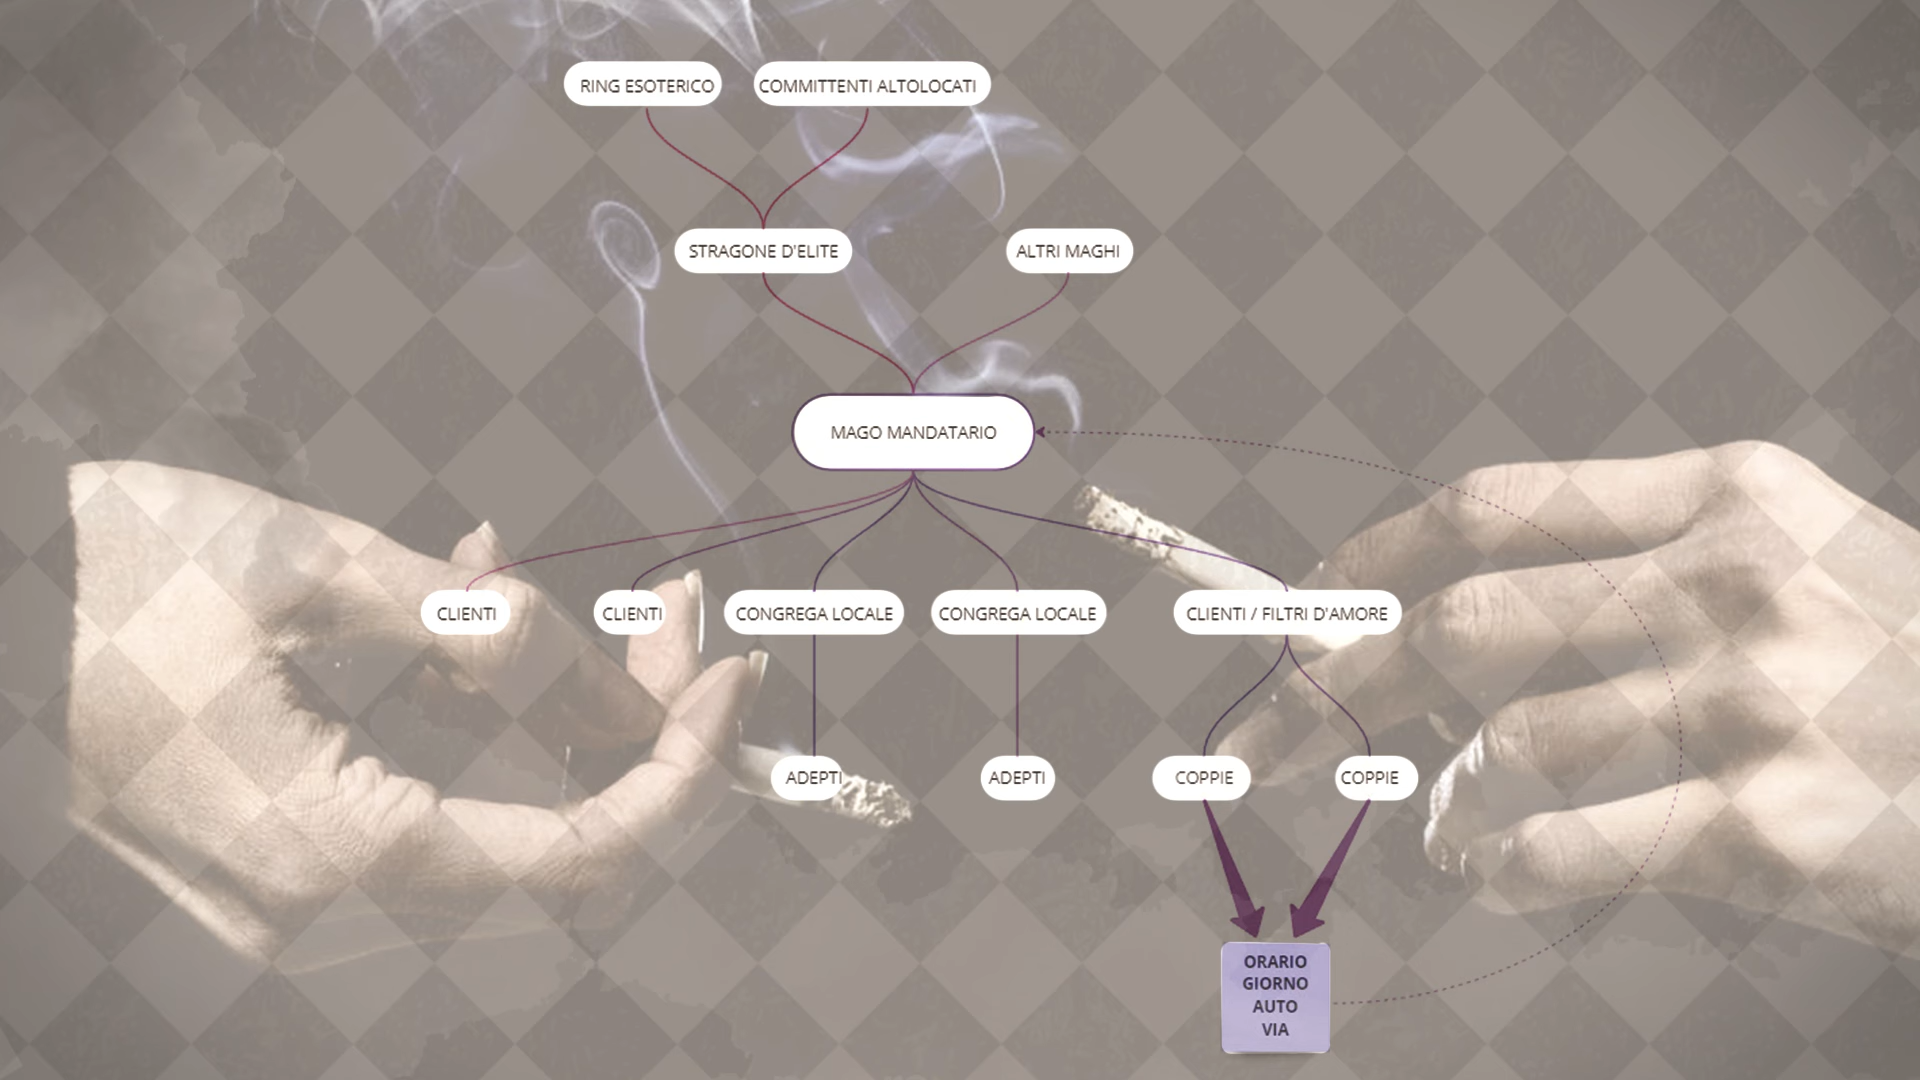 RING ESOTERICO
COMMITTENTI ALTOLOCATI
STRAGONE D'ELITE
ALTRI MAGHI
MAGO MANDATARIO
CLIENTI
CLIENTI
CONGREGA LOCALE
CONGREGA LOCALE
CLIENTI / FILTRI D'AMORE
ADEPTI
ADEPTI
COPPIE
COPPIE
ORARIO
GIORNO
AUTO
VIA